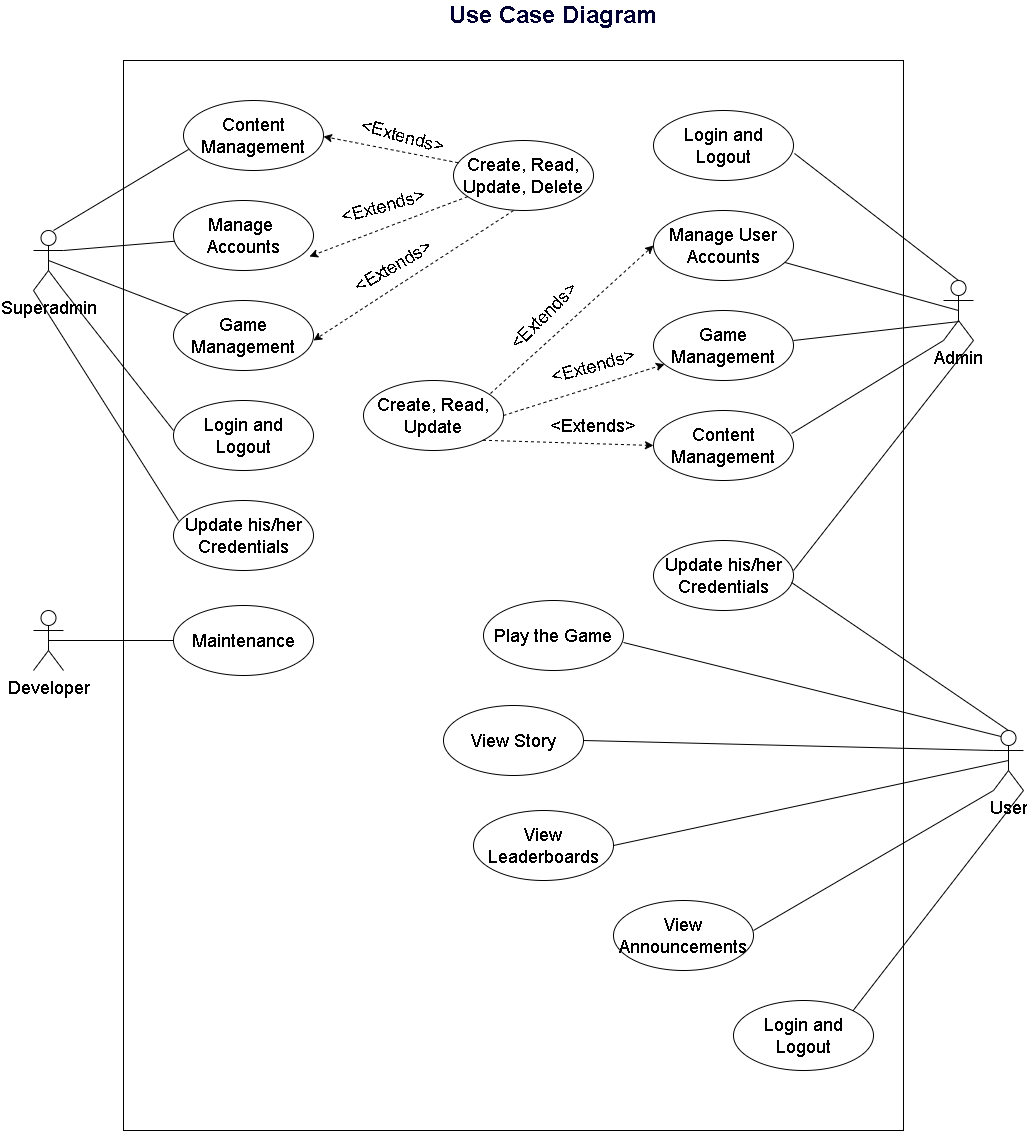 Use Case Diagram
Content
Management
<Extends>
Create, Read,
Update, Delete
Login and
Logout
Manage
Accounts
<Extends>
Manage User
Accounts
Superadmin
<Extends>
Game
Management
<Extends>
Game
Management
Admin
<Extends>
Create, Read,
Update
<Extends>
Content
Management
Login and
Logout
Update his/her
Credentials
Update his/her
Credentials
Developer
Maintenance
Play the Game
View Story
User
View
Leaderboards
View
Announcements
Login and
Logout